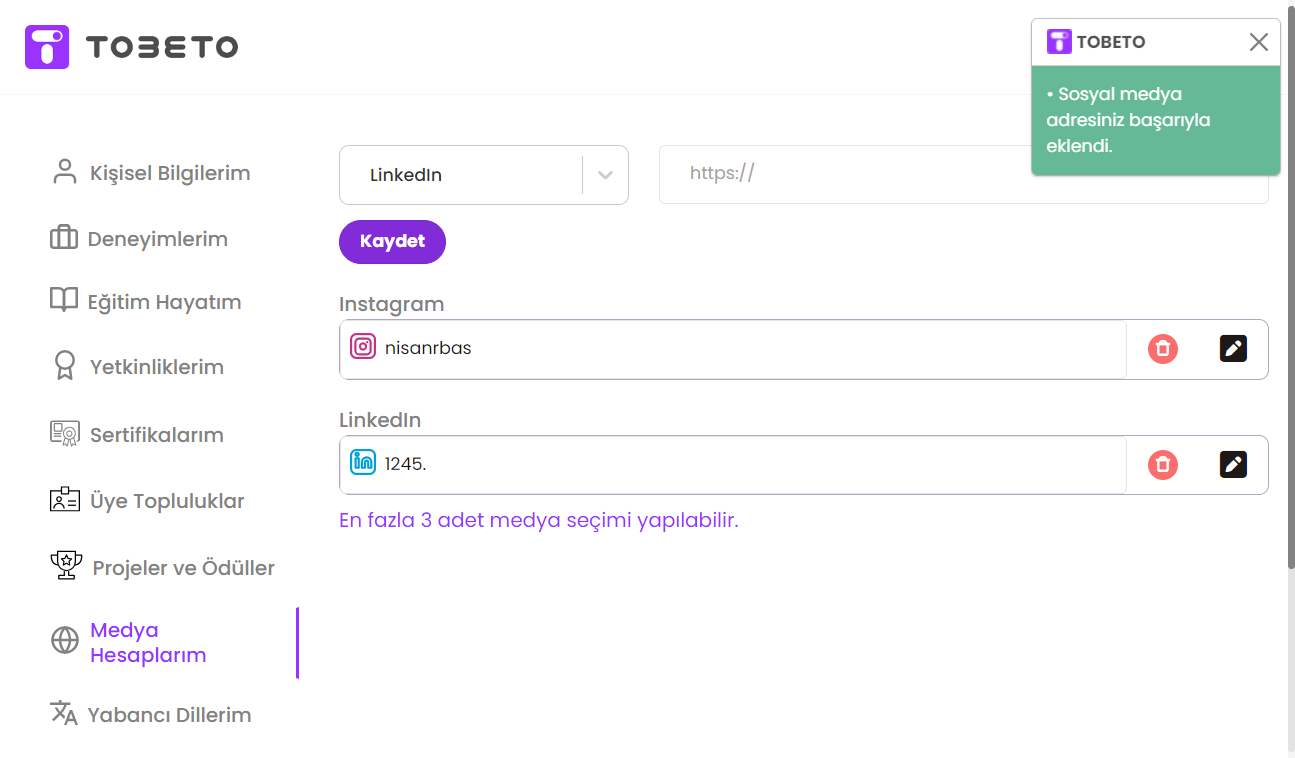 TOBETO
TOBETO
• Sosyal medya
adresiniz başarıyla
eklendi.
Kişisel Bilgilerim
Deneyimlerim
Eğitim Hayatım
Yetkinliklerim
Sertifikalarım
Üye Topluluklar
Projeler ve Ödüller
Medya
Hesaplarım
Yabancı Dillerim
LinkedIn
https://
Kaydet
Instagram
nisanrbas
LinkedIn
1245.
En fazla 3 adet medya seçimi yapılabilir.